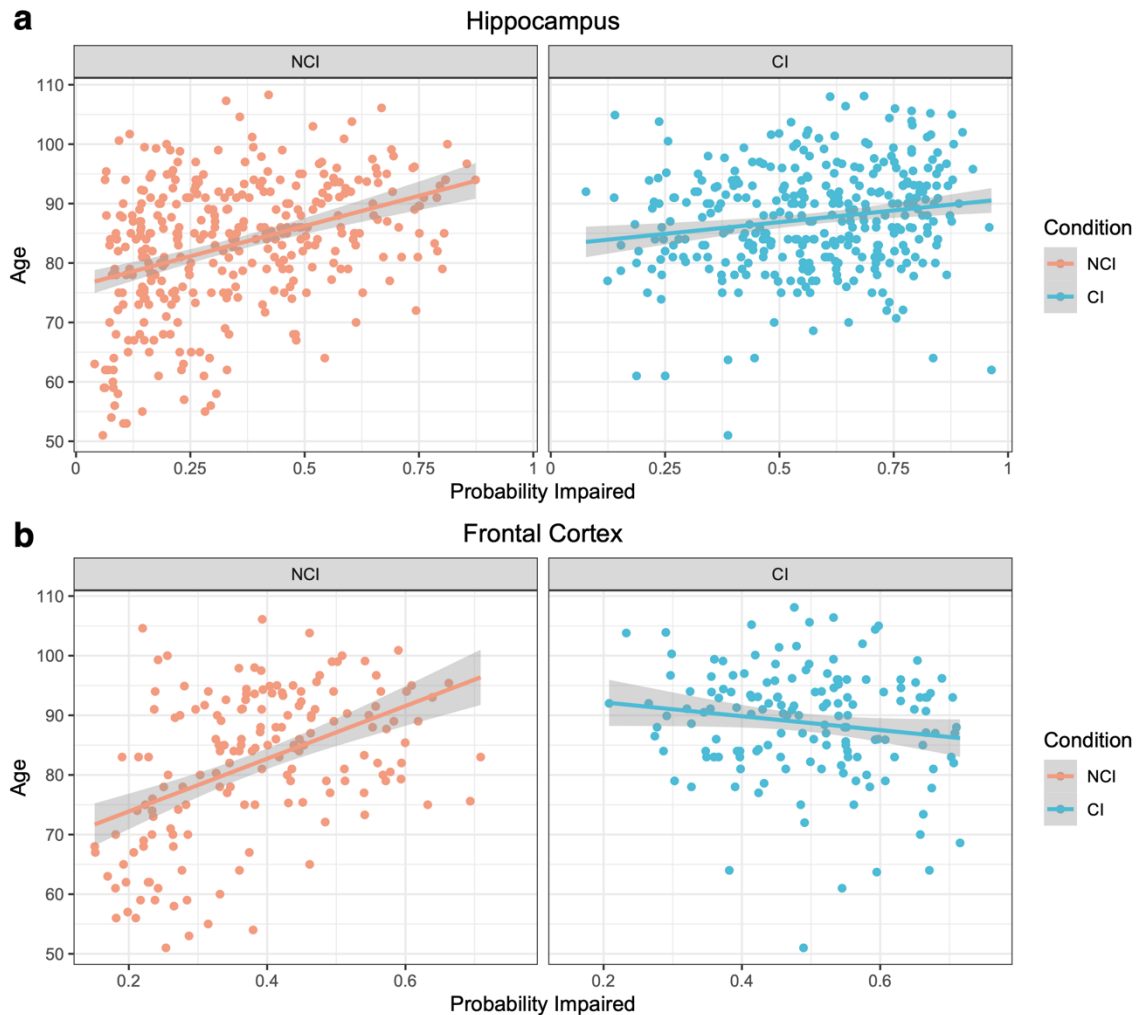 a
Hippocampus
NCI
CI
110
100
90
80
70
60
50
Age
0
0.25
0.5
0.75
1
0
0.25
0.5
0.75
1
Probability Impaired
Condition
NCI
CI
b
Frontal Cortex
NCI
CI
110
100
90
80
70
60
50
Age
0.2
0.4
0.6
0.2
0.4
0.6
Probability Impaired
Condition
NCI
CI